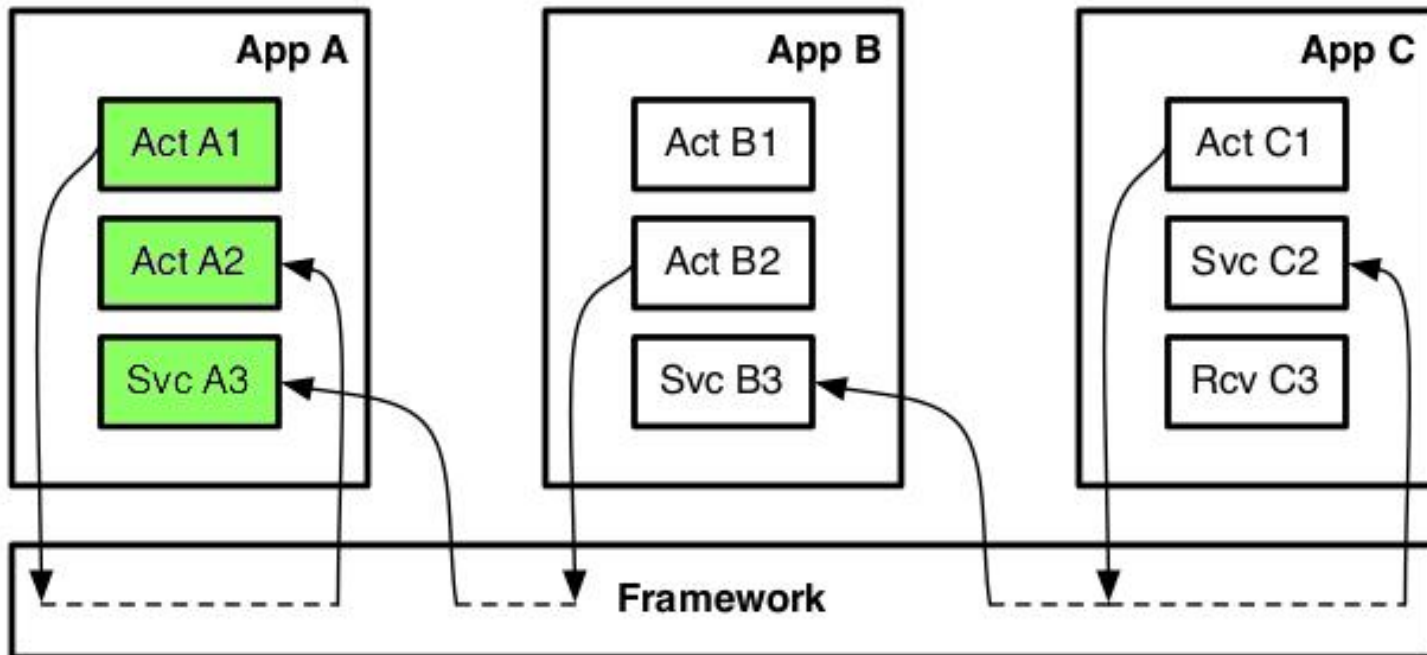 App A
Act A1
Act A2
Svc A3
App B
Act B1
Act B2
Svc B3
App C
Act C1
Svc C2
Rcv C3
Framework